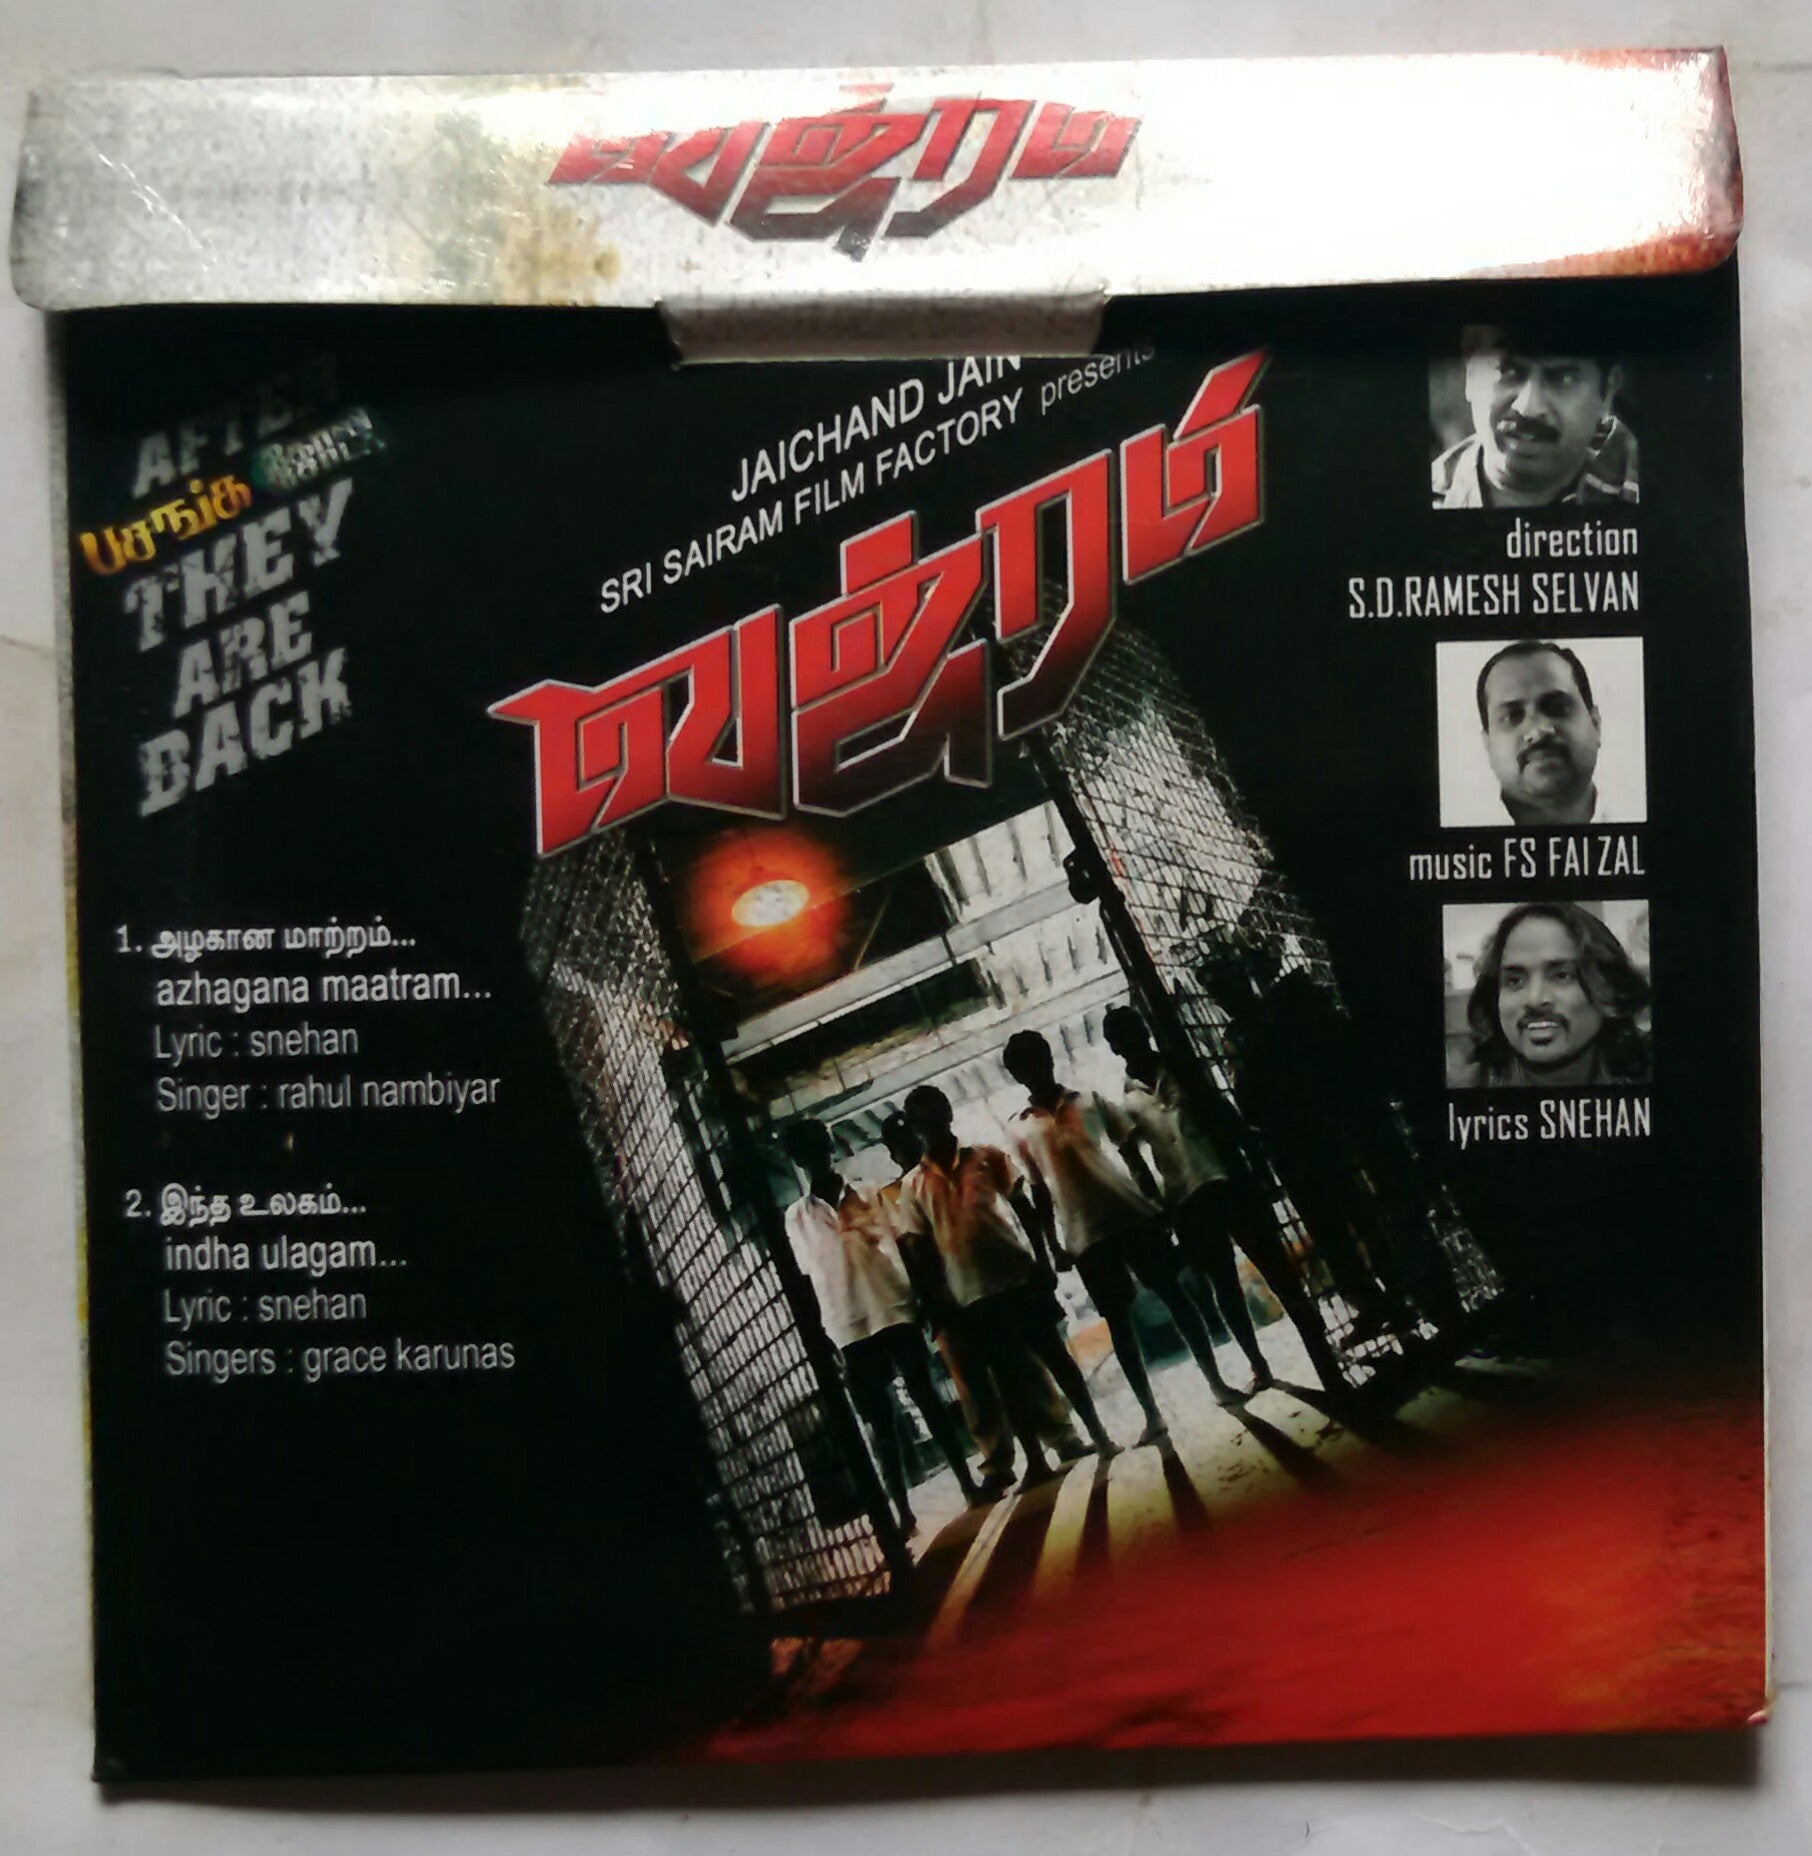 வஜ்ரம்
AFTER
பசங்க கோலி
THEY
ARE
BACK
JAICHAND JAIN
SRI SAIRAM FILM FACTORY presents
வஜ்ரம்
direction
S.D.RAMESH SELVAN
music FS FAIZAL
lyrics SNEHAN
1. அழகான மாற்றம்...
azhagana maatram...
Lyric : snehan
Singer : rahul nambiyar
2. இந்த உலகம்...
indha ulagam...
Lyric : snehan
Singers : grace karunas